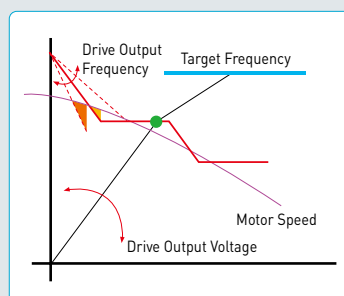 Drive Output
Frequency
Target Frequency
Motor Speed
Drive Output Voltage